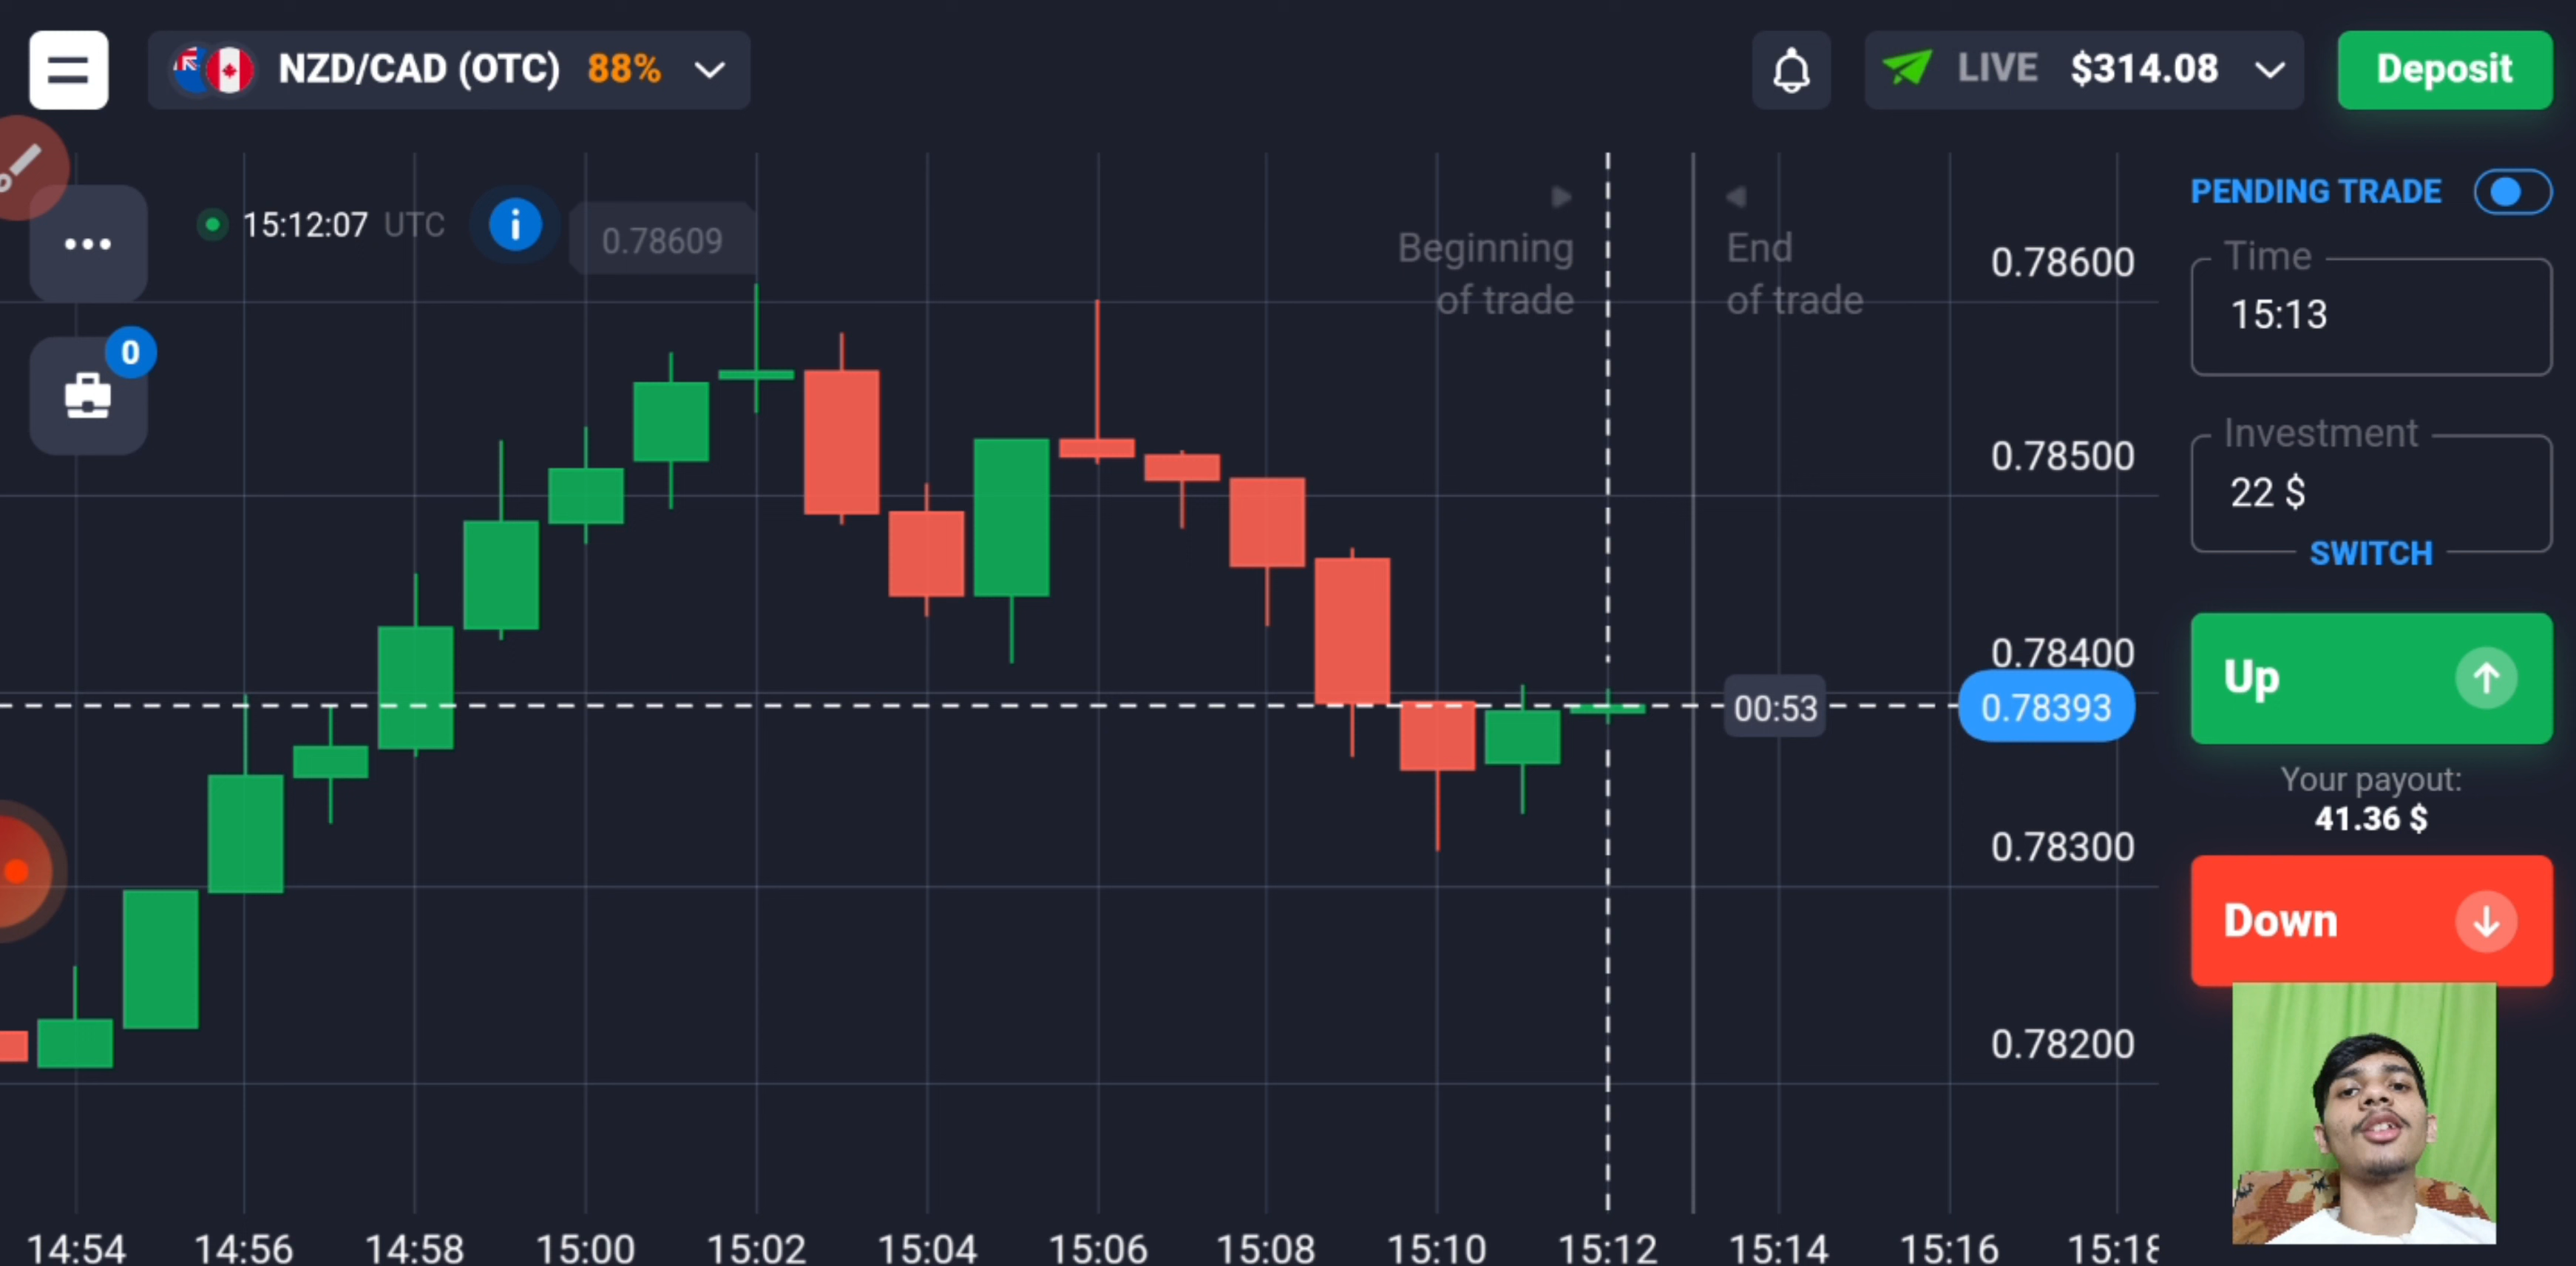 NZD/CAD (OTC) 88%
LIVE $314.08
Deposit
15:12:07 UTC
i
0.78609
0
Beginning
of trade
End
of trade
0.78600
0.78500
0.78400
0.78393
0.78300
0.78200
00:53
PENDING TRADE
Time
15:13
Investment
22 $
SWITCH
Up
Your payout:
41.36 $
Down
14:54 14:56 14:58 15:00 15:02 15:04 15:06 15:08 15:10 15:12 15:14 15:16 15:18